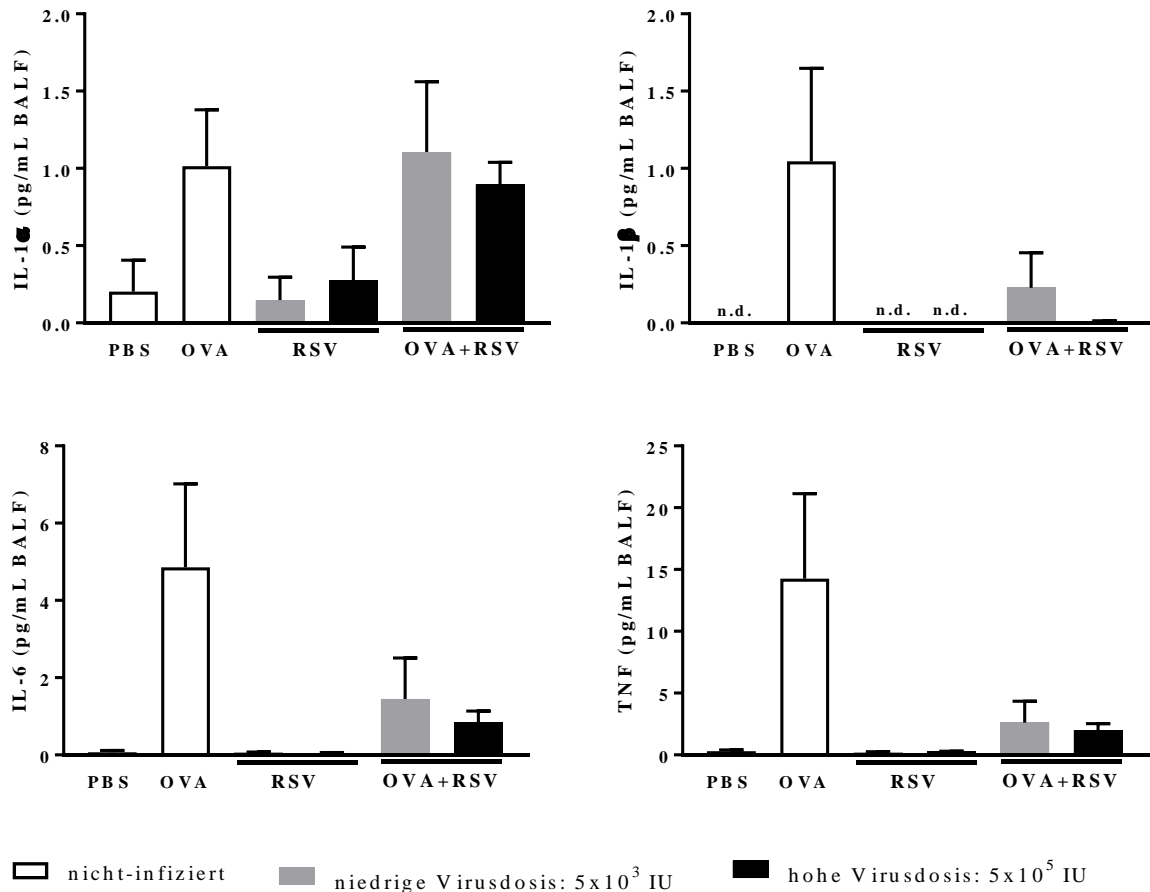 2.0
1.5
1.0
0.5
0.0
IL-1α (pg/mL BALF)
PBS OVA RSV OVA+RSV
2.0
1.5
1.0
0.5
0.0
IL-1β (pg/mL BALF)
n.d. n.d. n.d.
PBS OVA RSV OVA+RSV
8
6
4
2
0
IL-6 (pg/mL BALF)
PBS OVA RSV OVA+RSV
25
20
15
10
5
0
TNF (pg/mL BALF)
PBS OVA RSV OVA+RSV
nicht-infiziert niedrige Virusdosis: 5x10³ IU hohe Virusdosis: 5x10⁵ IU